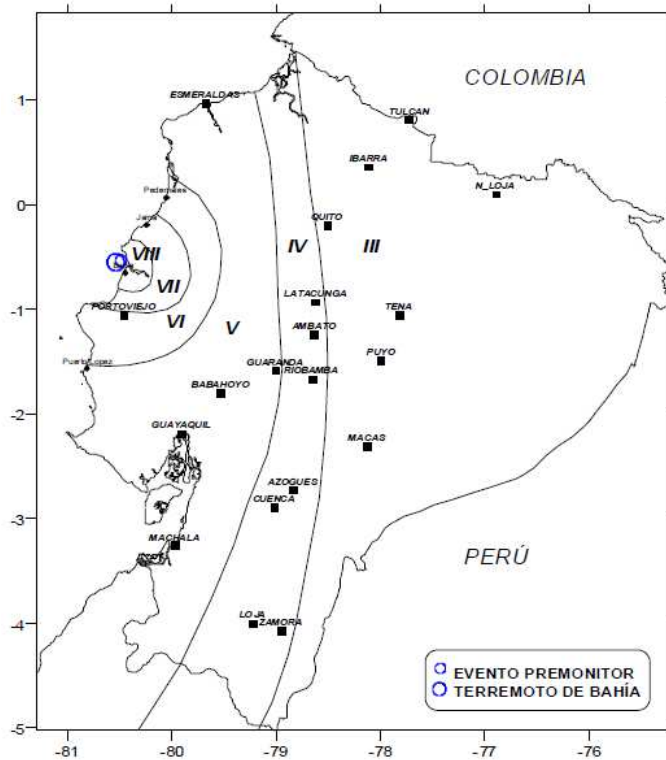 COLOMBIA
ESMERALDAS
TULCAN
1
IBARRA
N_LOJA
Pedernales
0
Jama
QUITO
IV
III
VIII
VII
LATACUNGA
PORTOVIEJO
TENA
-1
VI
V
AMBATO
PUYO
Puerto Lopez
GUARANDA
RIOBAMBA
BABAHOYO
-2
GUAYAQUIL
MACAS
AZOGUES
CUENCA
-3
MACHALA
PERÚ
LOJA
ZAMORA
-4
EVENTO PREMONITOR
TERREMOTO DE BAHÍA
-5
-81 -80 -79 -78 -77 -76